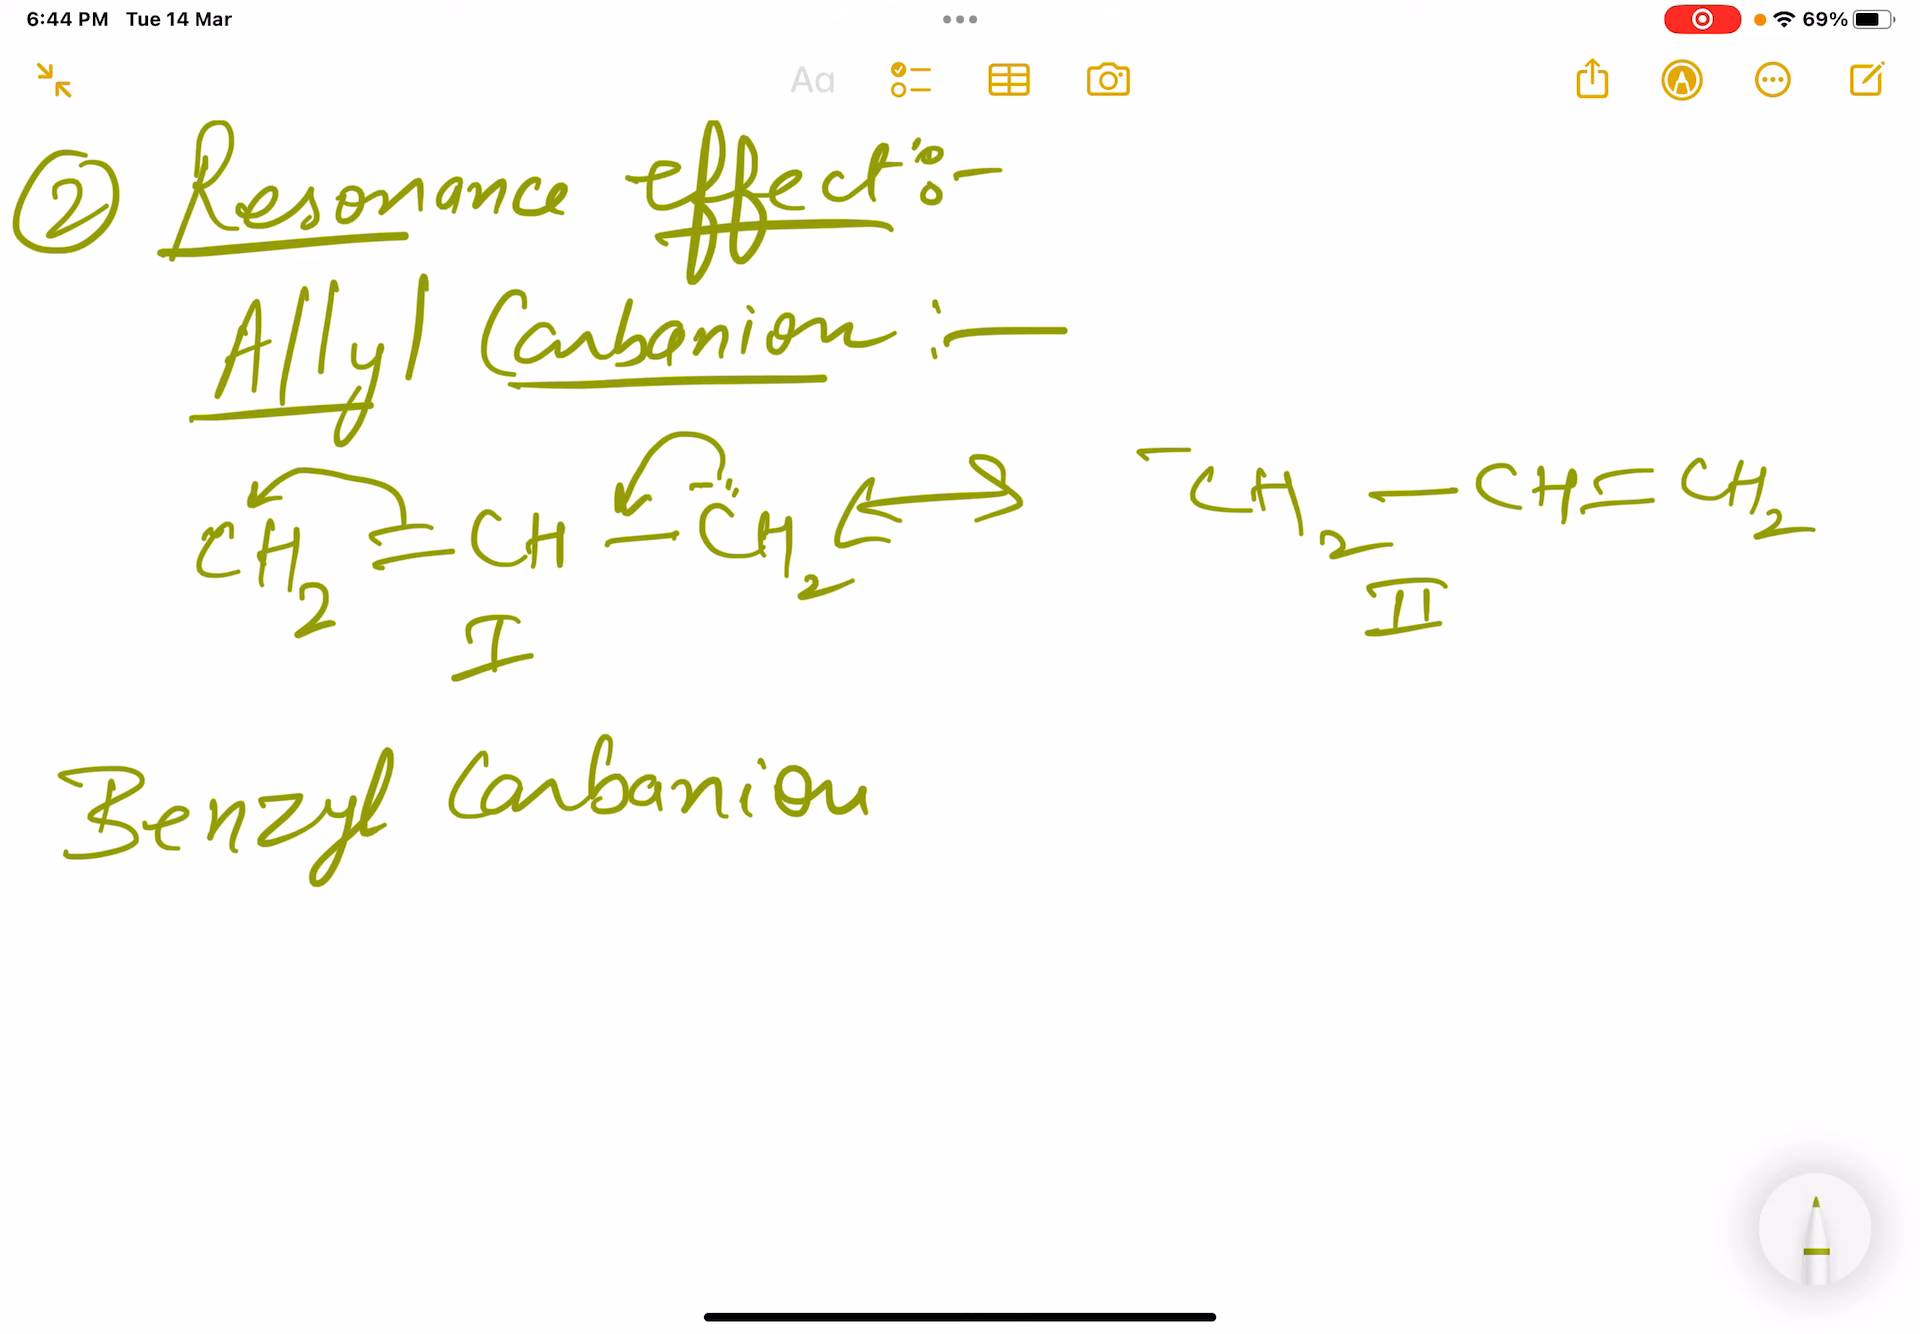 6:44 PM Tue 14 Mar 69%
Aa
② Resonance effect :-
Allyl Carbanion :-
CH₂ = CH - C̄H₂ ↔ ⁻CH₂ - CH = CH₂
I II
Benzyl Carbanion